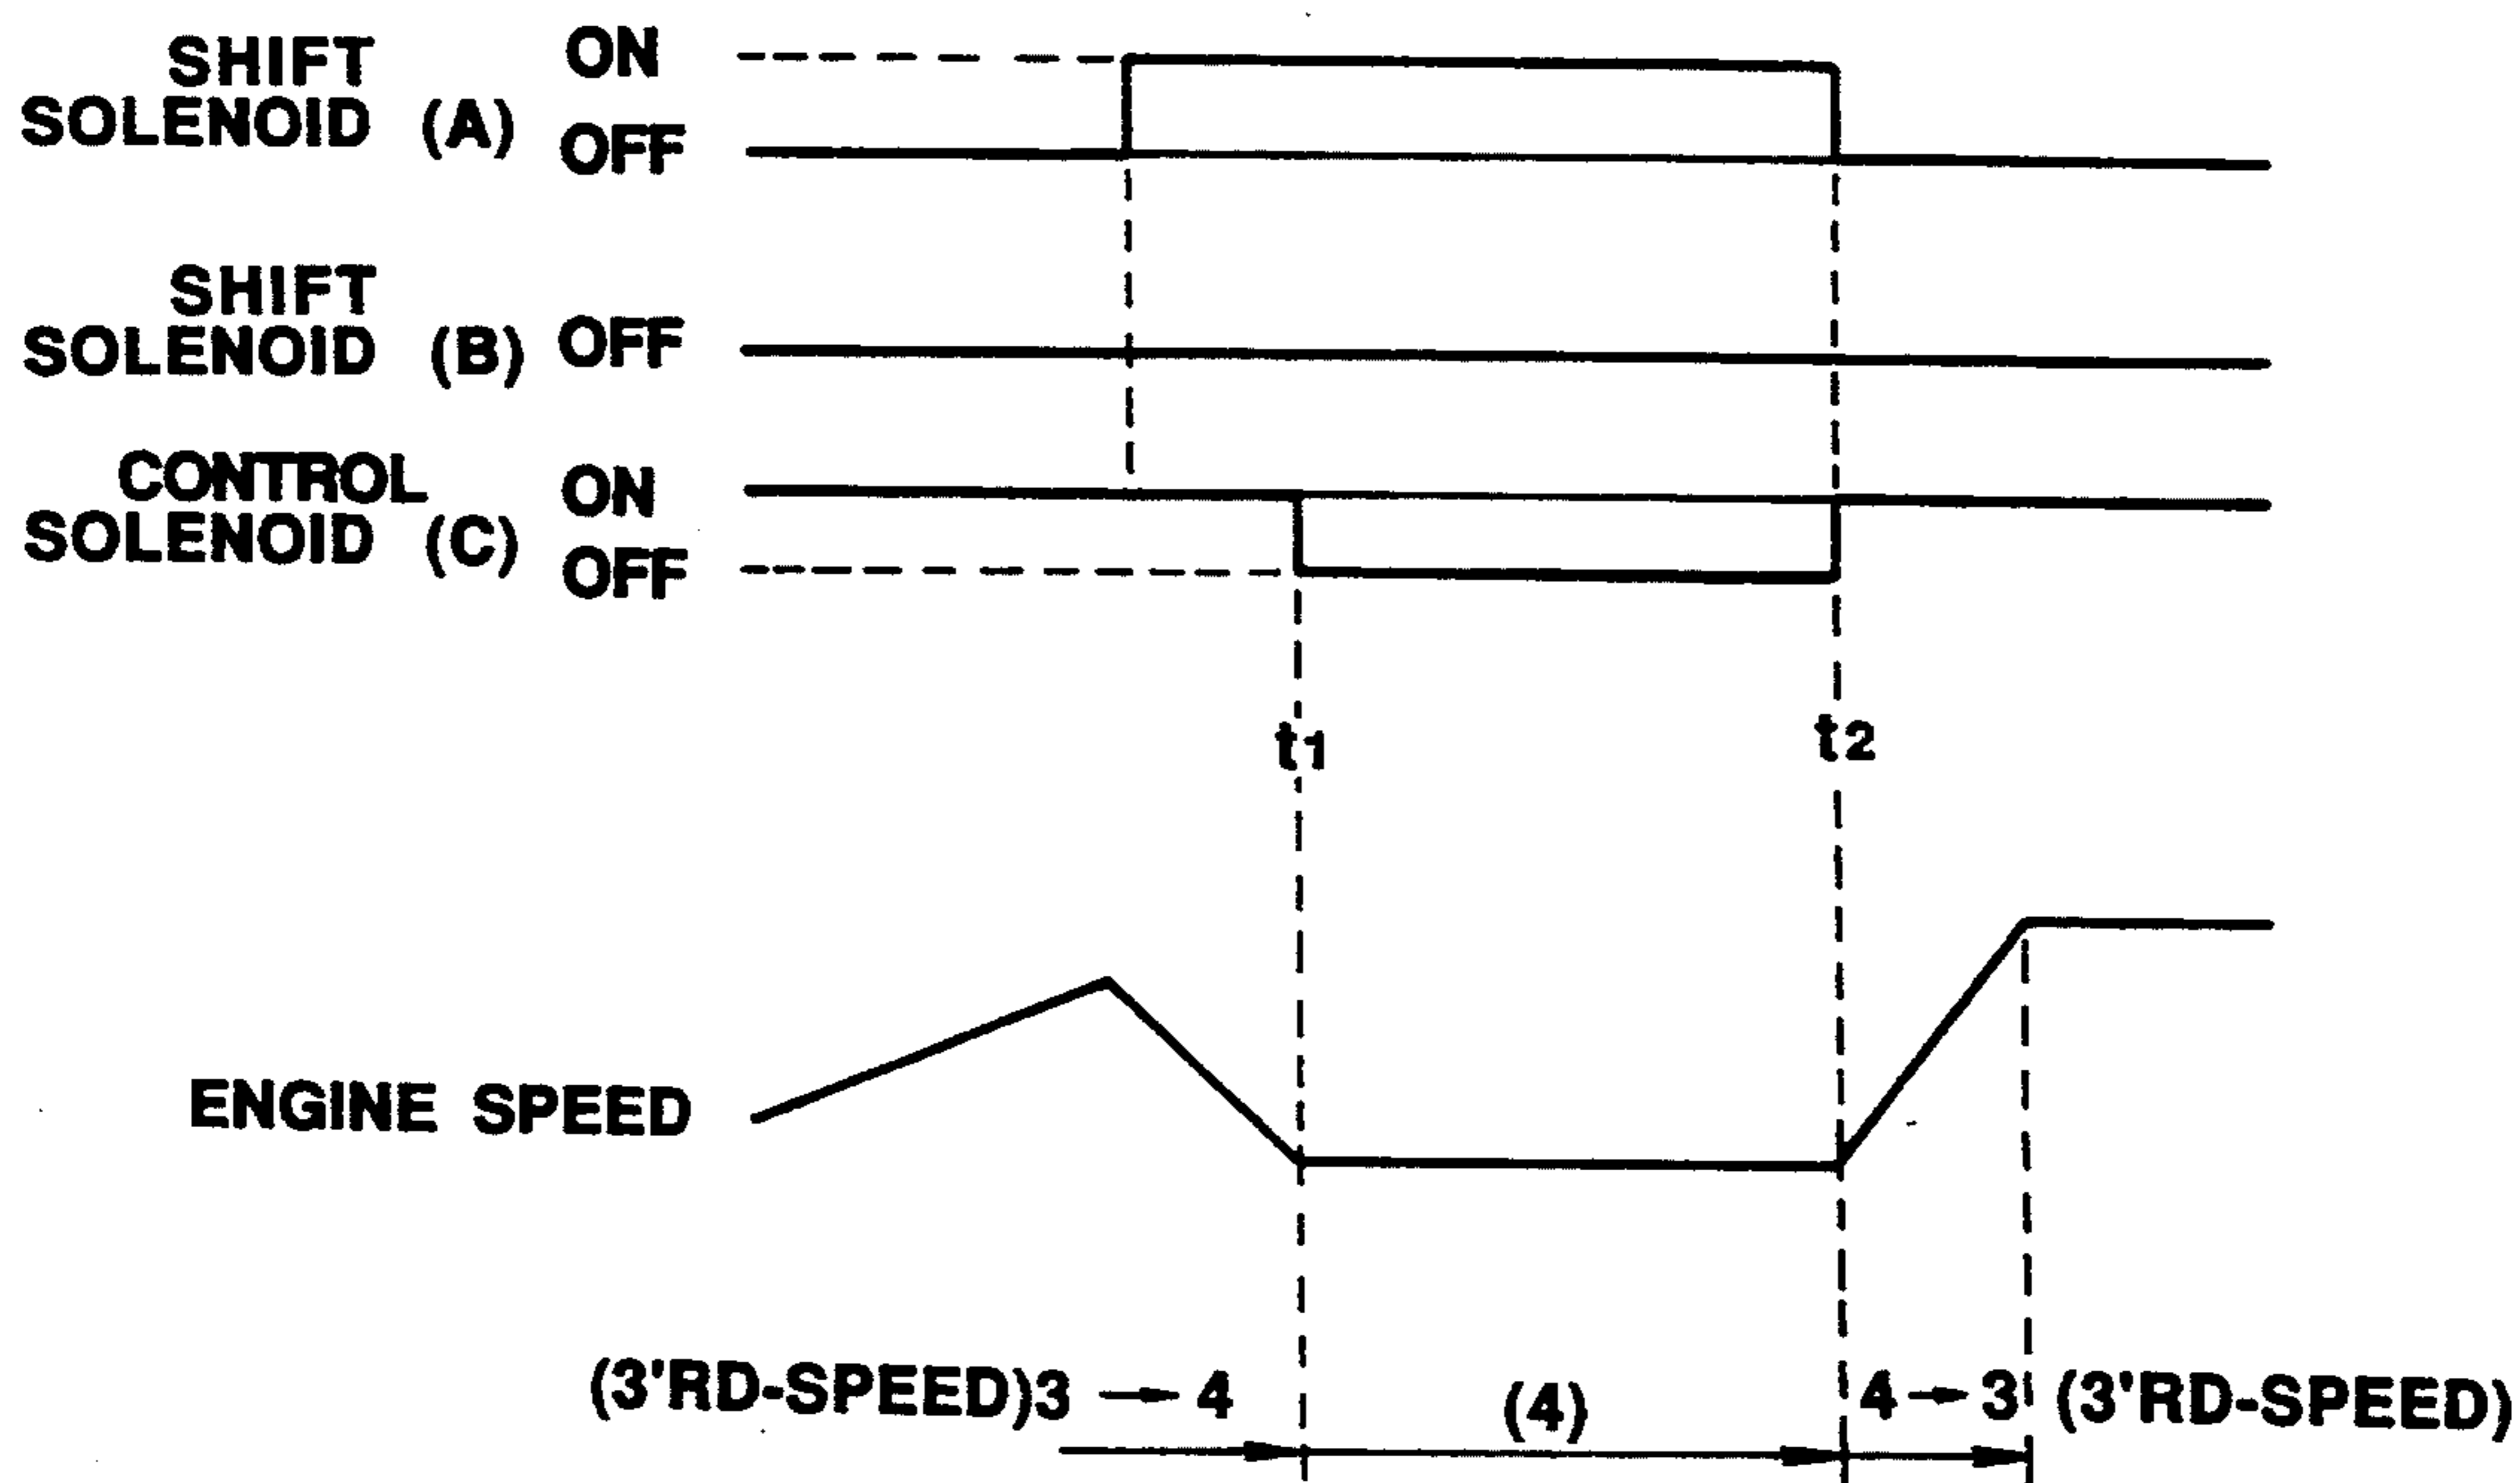 SHIFT
SOLENOID (A)
ON
OFF
SHIFT
SOLENOID (B)
OFF
CONTROL
SOLENOID (C)
ON
OFF
t1
t2
ENGINE SPEED
(3'RD-SPEED)3 → 4
(4)
4 → 3
(3'RD-SPEED)